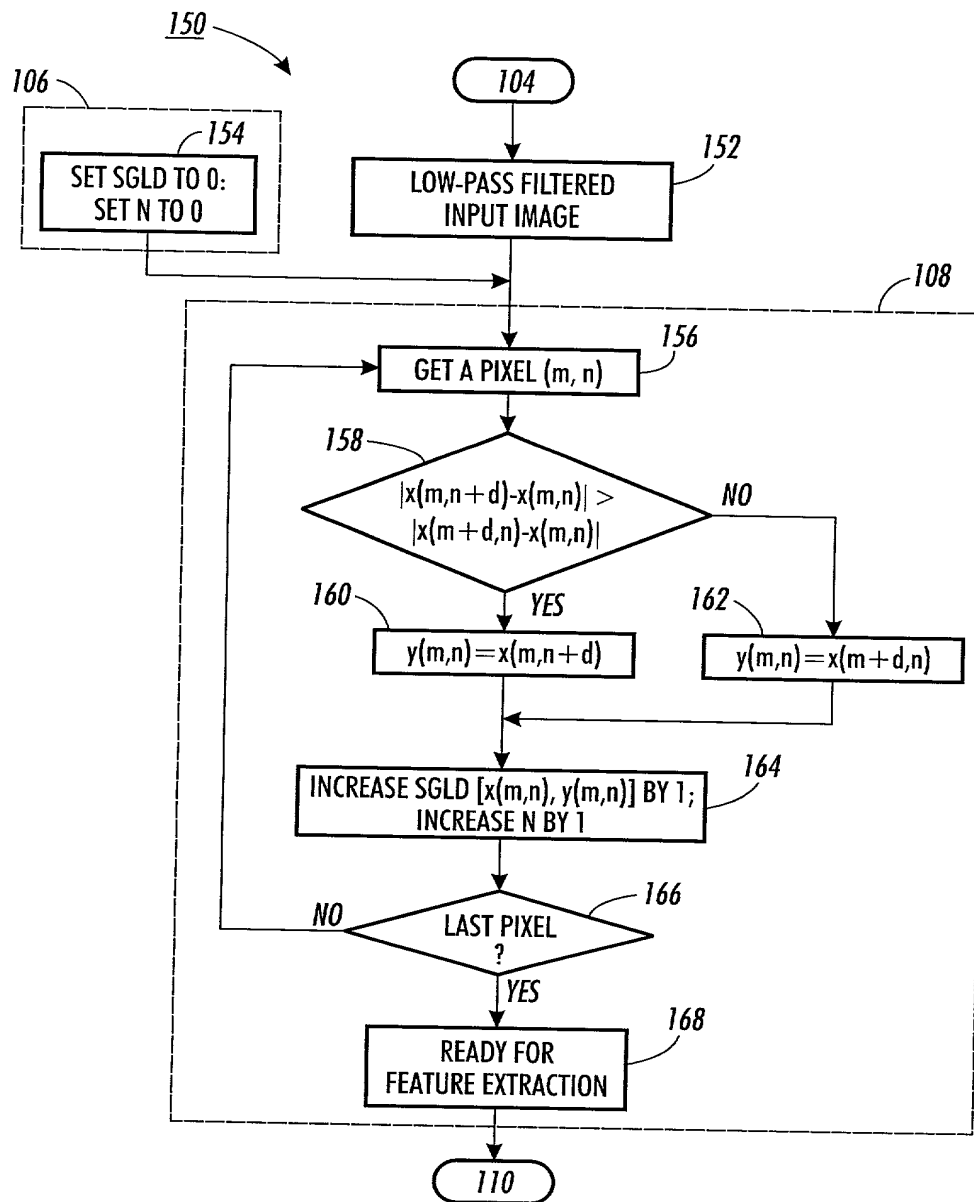 150
104
106
154
SET SGLD TO 0:
SET N TO 0
152
LOW-PASS FILTERED
INPUT IMAGE
108
156
GET A PIXEL (m, n)
158
|x(m,n+d)-x(m,n)| >
|x(m+d,n)-x(m,n)|
NO
YES
160
y(m,n)=x(m,n+d)
162
y(m,n)=x(m+d,n)
164
INCREASE SGLD [x(m,n), y(m,n)] BY 1;
INCREASE N BY 1
166
NO
LAST PIXEL
?
YES
168
READY FOR
FEATURE EXTRACTION
110